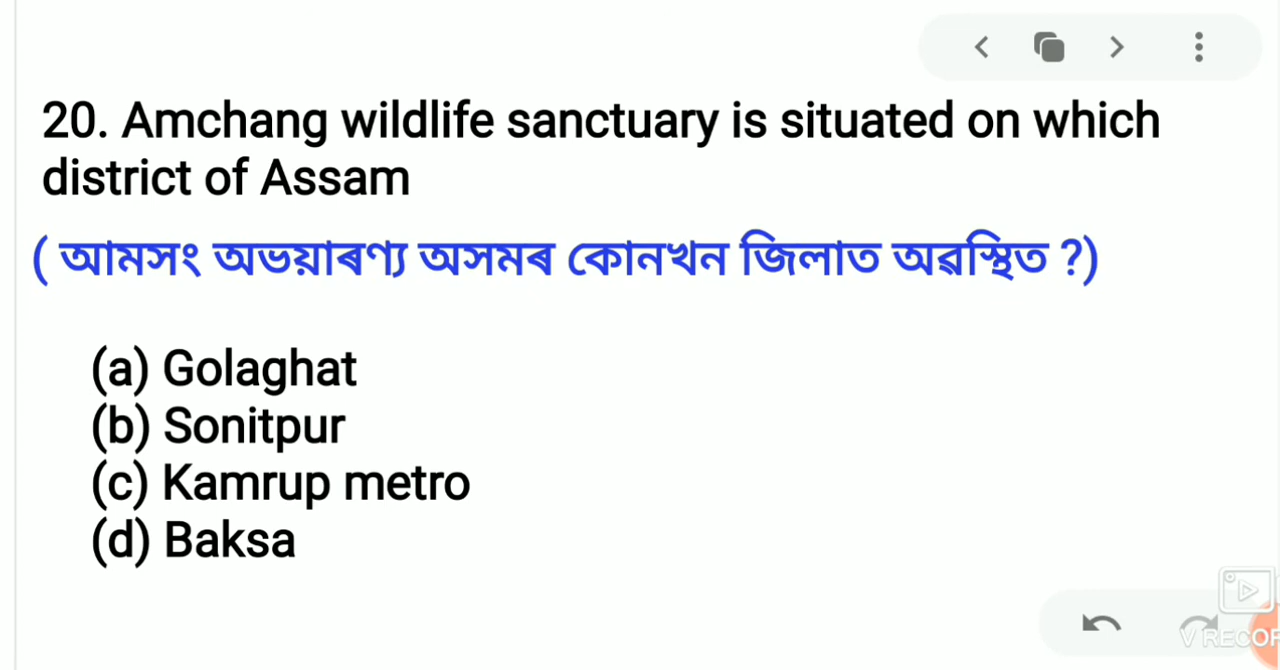 20. Amchang wildlife sanctuary is situated on which
district of Assam
( আমসং অভয়াৰণ্য অসমৰ কোনখন জিলাত অৱস্থিত ?)
(a) Golaghat
(b) Sonitpur
(c) Kamrup metro
(d) Baksa
V RECOR